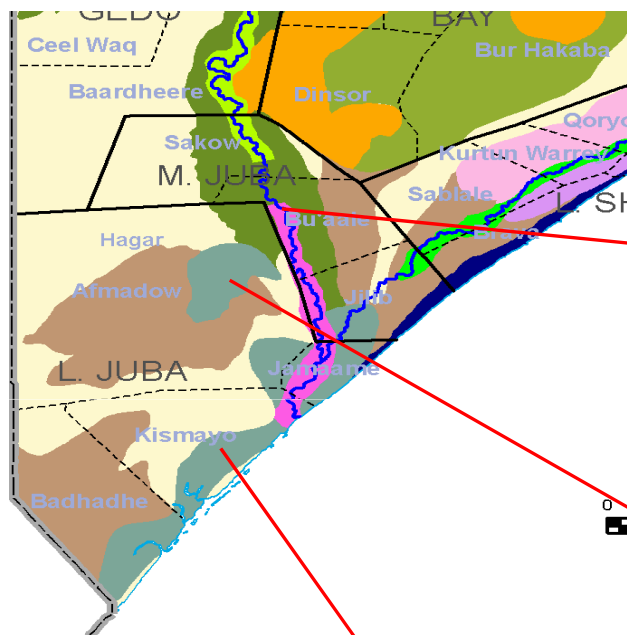 GEDO
BAY
Ceel Waq
Bur Hakaba
Baardheere
Dinsor
Qoryo
Sakow
Kurtun Warrey
M. JUBA
Sablale
L. SH
Bu'aale
Brava
Hagar
Afmadow
Jilib
L. JUBA
Jamaame
Kismayo
Badhadhe
0